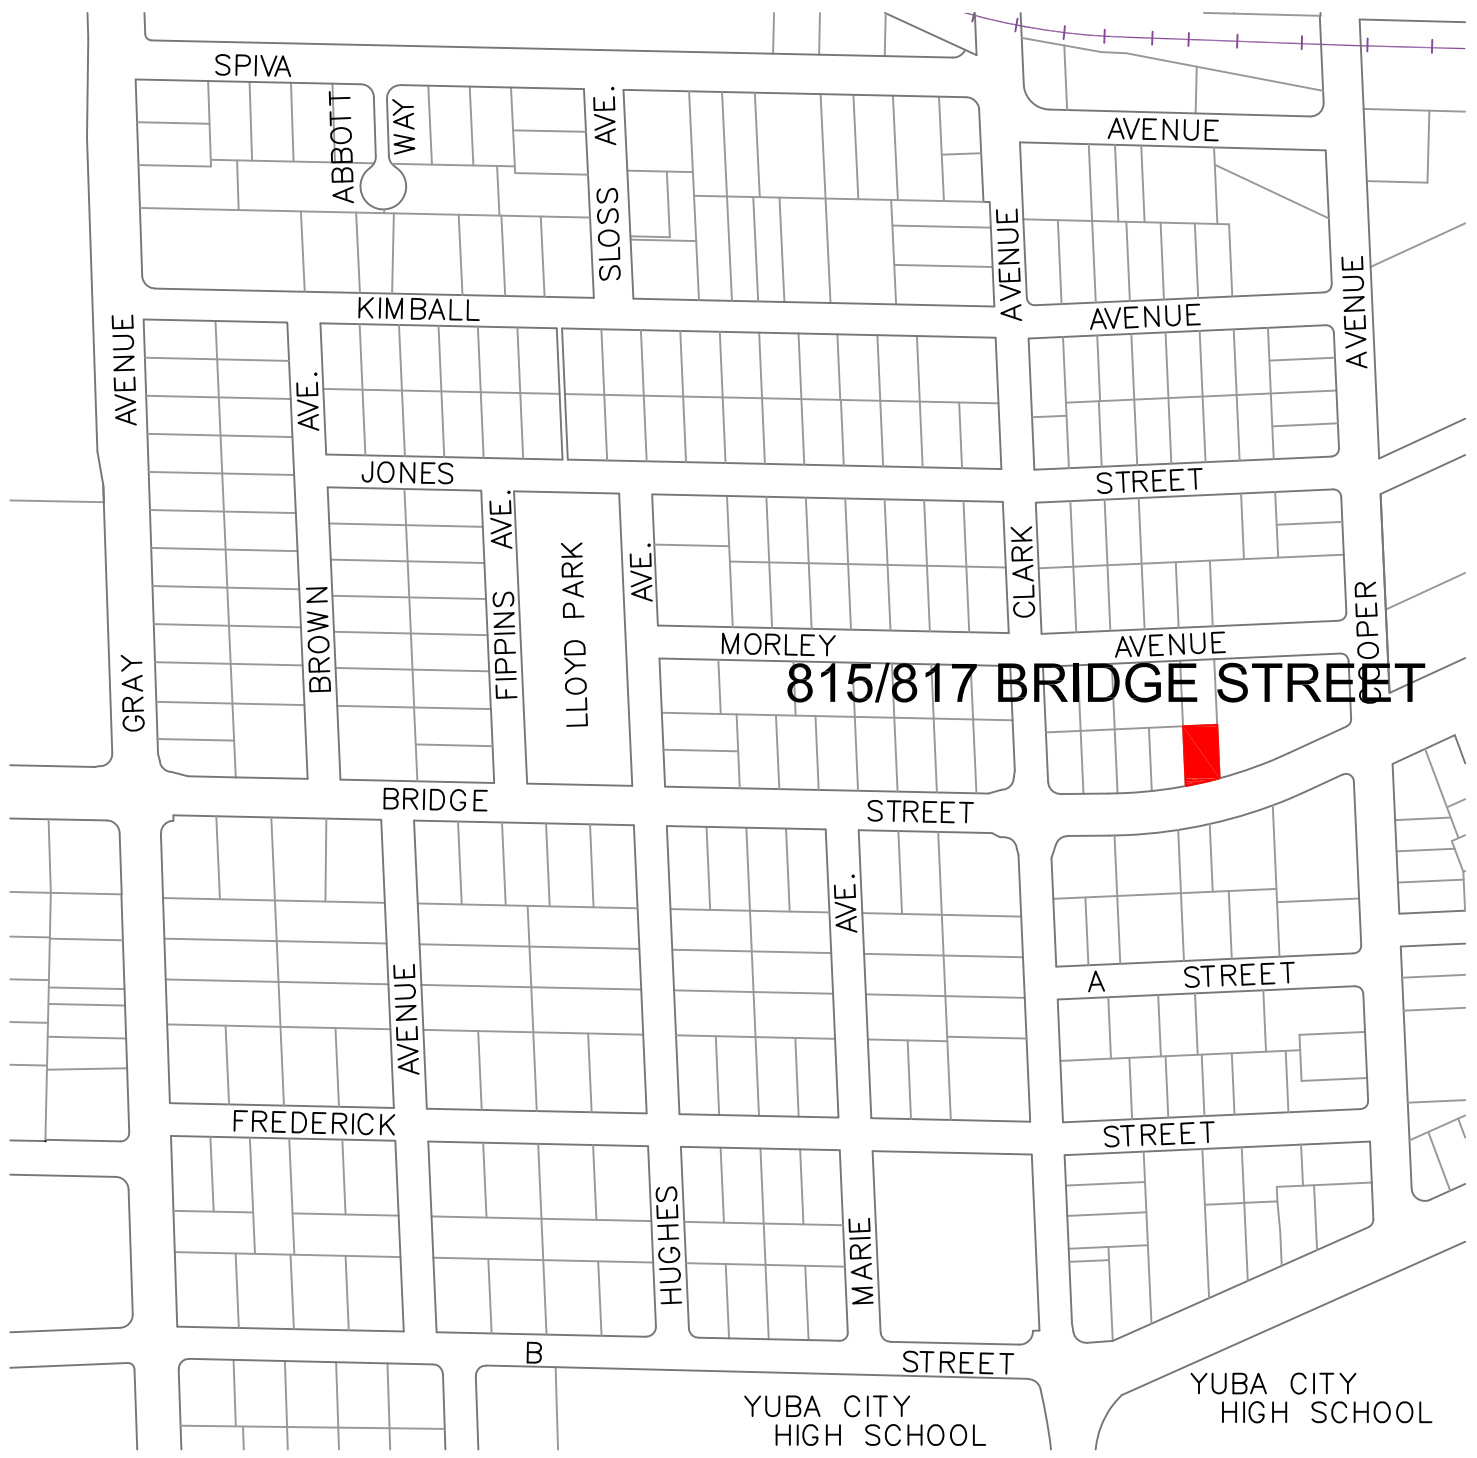 SPIVA
ABBOTT
WAY
SLOSS
AVE.
AVENUE
AVENUE
KIMBALL
AVENUE
AVENUE
AVENUE
AVE.
JONES
STREET
FIPPINS AVE.
LLOYD PARK
AVE.
CLARK
COOPER
BROWN
GRAY
MORLEY
AVENUE
815/817 BRIDGE STREET
BRIDGE
STREET
AVE.
AVENUE
A STREET
FREDERICK
STREET
HUGHES
MARIE
B
STREET
YUBA CITY
HIGH SCHOOL
YUBA CITY
HIGH SCHOOL